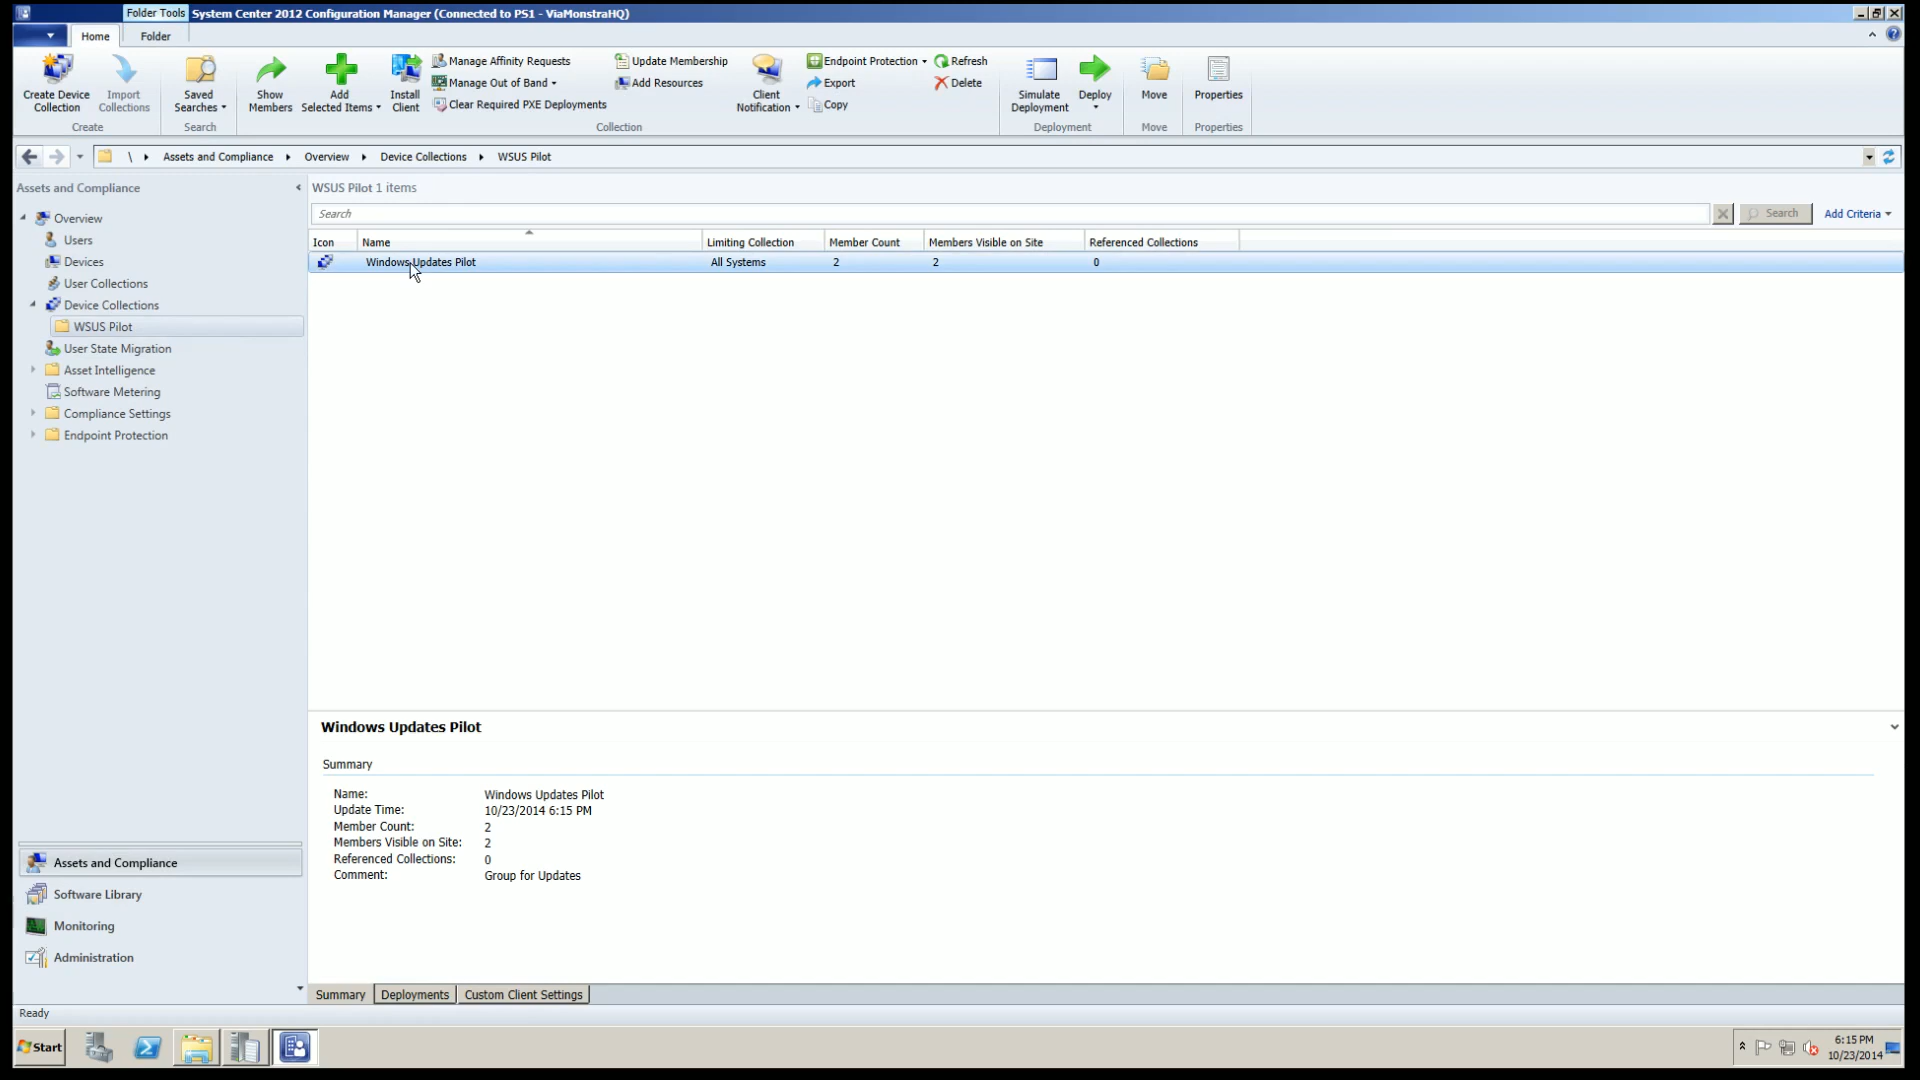 Folder Tools System Center 2012 Configuration Manager (Connected to PS1 - ViaMonstraHQ)
Home Folder
Create Device Collection
Import Collections
Create
Saved Searches
Search
Show Members
Add Selected Items
Install Client
Manage Affinity Requests
Manage Out of Band
Clear Required PXE Deployments
Update Membership
Add Resources
Client Notification
Endpoint Protection
Export
Copy
Refresh
Delete
Collection
Simulate Deployment
Deploy
Deployment
Move
Move
Properties
Properties
\ Assets and Compliance Overview Device Collections WSUS Pilot
Assets and Compliance
Overview
Users
Devices
User Collections
Device Collections
WSUS Pilot
User State Migration
Asset Intelligence
Software Metering
Compliance Settings
Endpoint Protection
Assets and Compliance
Software Library
Monitoring
Administration
WSUS Pilot 1 items
Search Search Add Criteria
Icon Name Limiting Collection Member Count Members Visible on Site Referenced Collections
Windows Updates Pilot All Systems 2 2 0
Windows Updates Pilot
Summary
Name: Windows Updates Pilot
Update Time: 10/23/2014 6:15 PM
Member Count: 2
Members Visible on Site: 2
Referenced Collections: 0
Comment: Group for Updates
Summary Deployments Custom Client Settings
Ready
Start
6:15 PM
10/23/2014